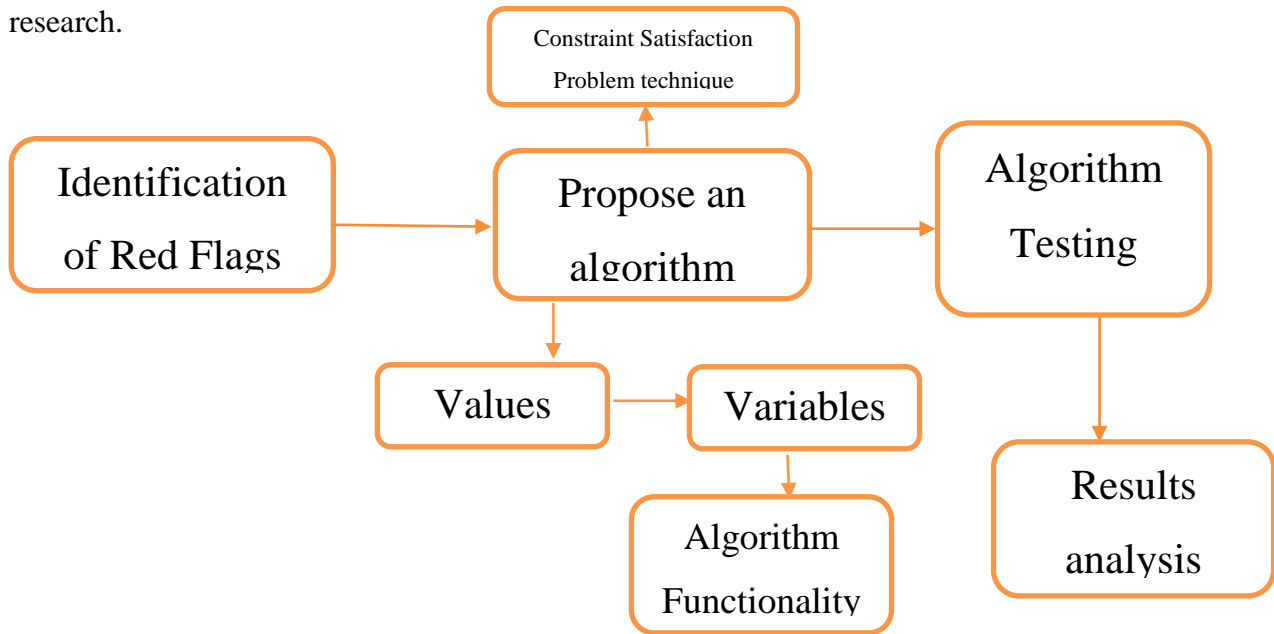 research.
Constraint Satisfaction
Problem technique
Identification
of Red Flags
Propose an
algorithm
Algorithm
Testing
Values
Variables
Algorithm
Functionality
Results
analysis